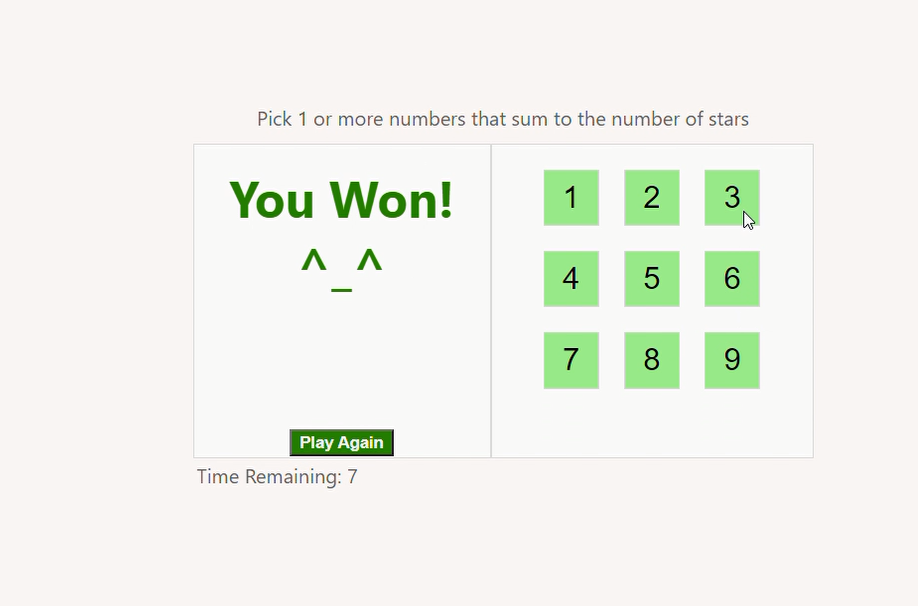 Pick 1 or more numbers that sum to the number of stars
You Won!
^_^
Play Again
1 2 3
4 5 6
7 8 9
Time Remaining: 7